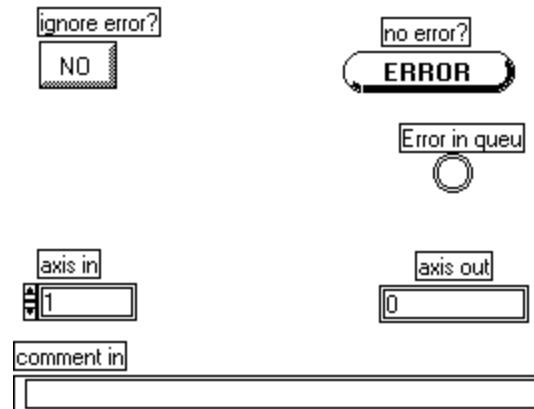 ignore error?
no error?
NO
ERROR
Error in queu
axis in
axis out
1
0
comment in